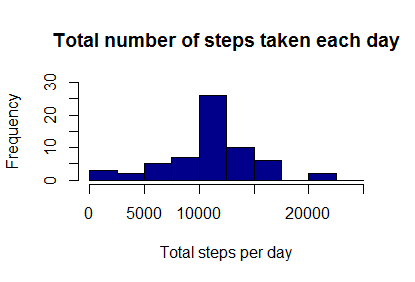 Total number of steps taken each day
Frequency
30
20
10
0
0 5000 10000 20000
Total steps per day